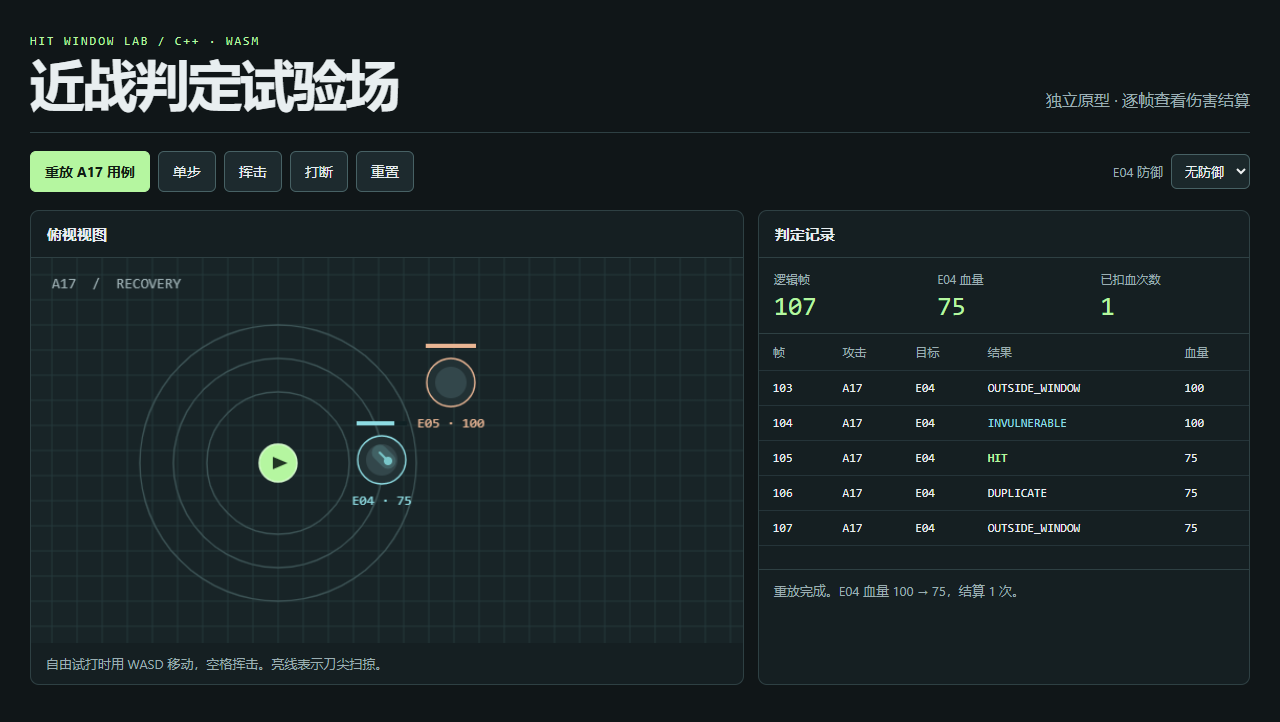 HIT WINDOW LAB / C++ · WASM
近战判定试验场
独立原型 · 逐帧查看伤害结算
重放 A17 用例 单步 挥击 打断 重置 E04 防御 无防御
俯视视图
A17 / RECOVERY
E05 · 100
E04 · 75
自由试打时用 WASD 移动，空格挥击。亮线表示刀尖扫掠。
判定记录
逻辑帧 E04 血量 已扣血次数
107 75 1
帧 攻击 目标 结果 血量
103 A17 E04 OUTSIDE_WINDOW 100
104 A17 E04 INVULNERABLE 100
105 A17 E04 HIT 75
106 A17 E04 DUPLICATE 75
107 A17 E04 OUTSIDE_WINDOW 75
重放完成。E04 血量 100 → 75，结算 1 次。